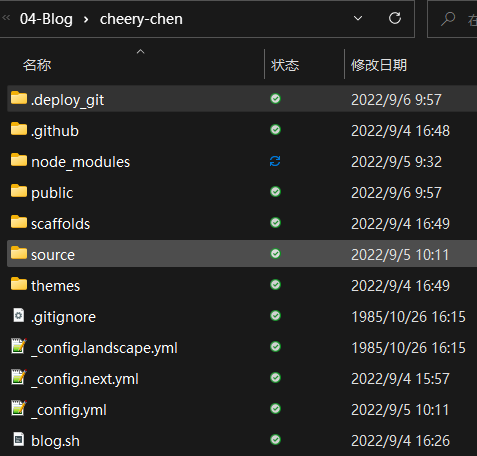 « 04-Blog › cheery-chen
名称 状态 修改日期
.deploy_git 2022/9/6 9:57
.github 2022/9/4 16:48
node_modules 2022/9/5 9:32
public 2022/9/6 9:57
scaffolds 2022/9/4 16:49
source 2022/9/5 10:11
themes 2022/9/4 16:49
.gitignore 1985/10/26 16:15
_config.landscape.yml 1985/10/26 16:15
_config.next.yml 2022/9/4 15:57
_config.yml 2022/9/5 10:11
blog.sh 2022/9/4 16:26